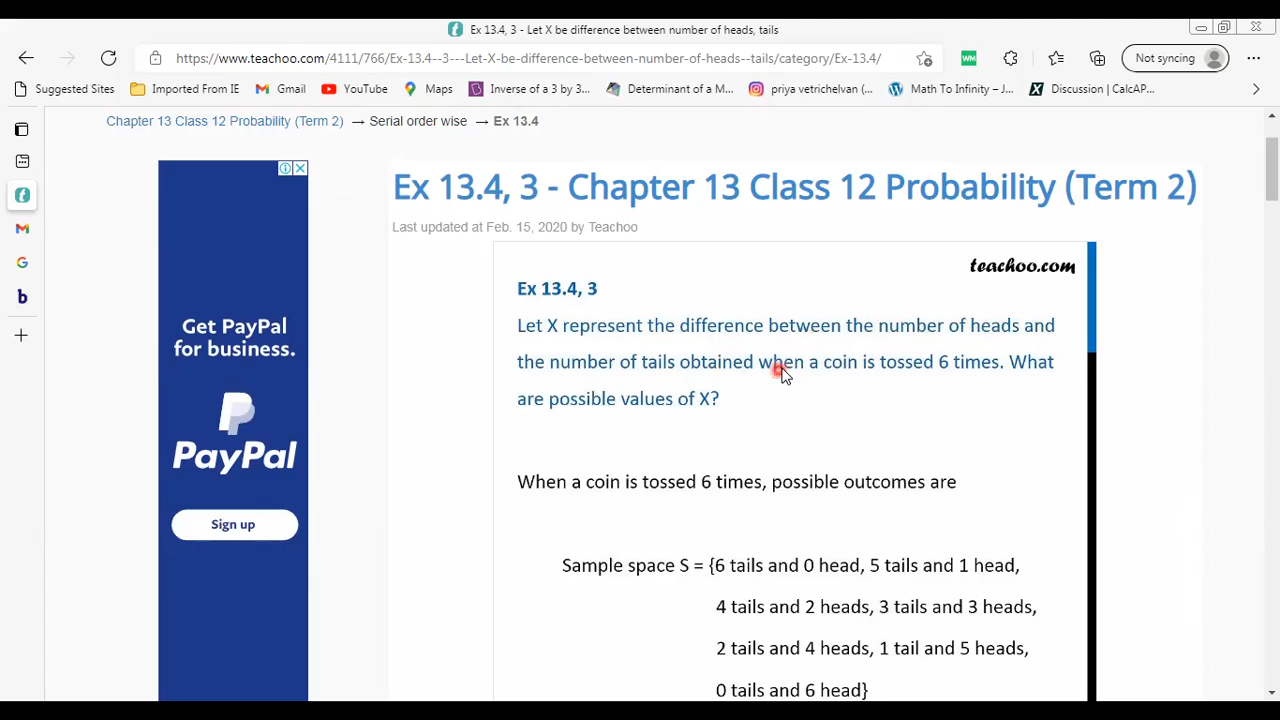 Ex 13.4, 3 - Let X be difference between number of heads, tails
https://www.teachoo.com/4111/766/Ex-13.4--3---Let-X-be-difference-between-number-of-heads--tails/category/Ex-13.4/
WM
Not syncing
Suggested Sites
Imported From IE
Gmail
YouTube
Maps
Inverse of a 3 by 3...
Determinant of a M...
priya vetrichelvan (...
Math To Infinity – J...
Discussion | CalcAP...
Chapter 13 Class 12 Probability (Term 2) → Serial order wise → Ex 13.4
Ex 13.4, 3 - Chapter 13 Class 12 Probability (Term 2)
Last updated at Feb. 15, 2020 by Teachoo
teachoo.com
Ex 13.4, 3
Let X represent the difference between the number of heads and
the number of tails obtained when a coin is tossed 6 times. What
are possible values of X?
When a coin is tossed 6 times, possible outcomes are
Sample space S = {6 tails and 0 head, 5 tails and 1 head,
4 tails and 2 heads, 3 tails and 3 heads,
2 tails and 4 heads, 1 tail and 5 heads,
0 tails and 6 head}
Get PayPal
for business.
PayPal
Sign up